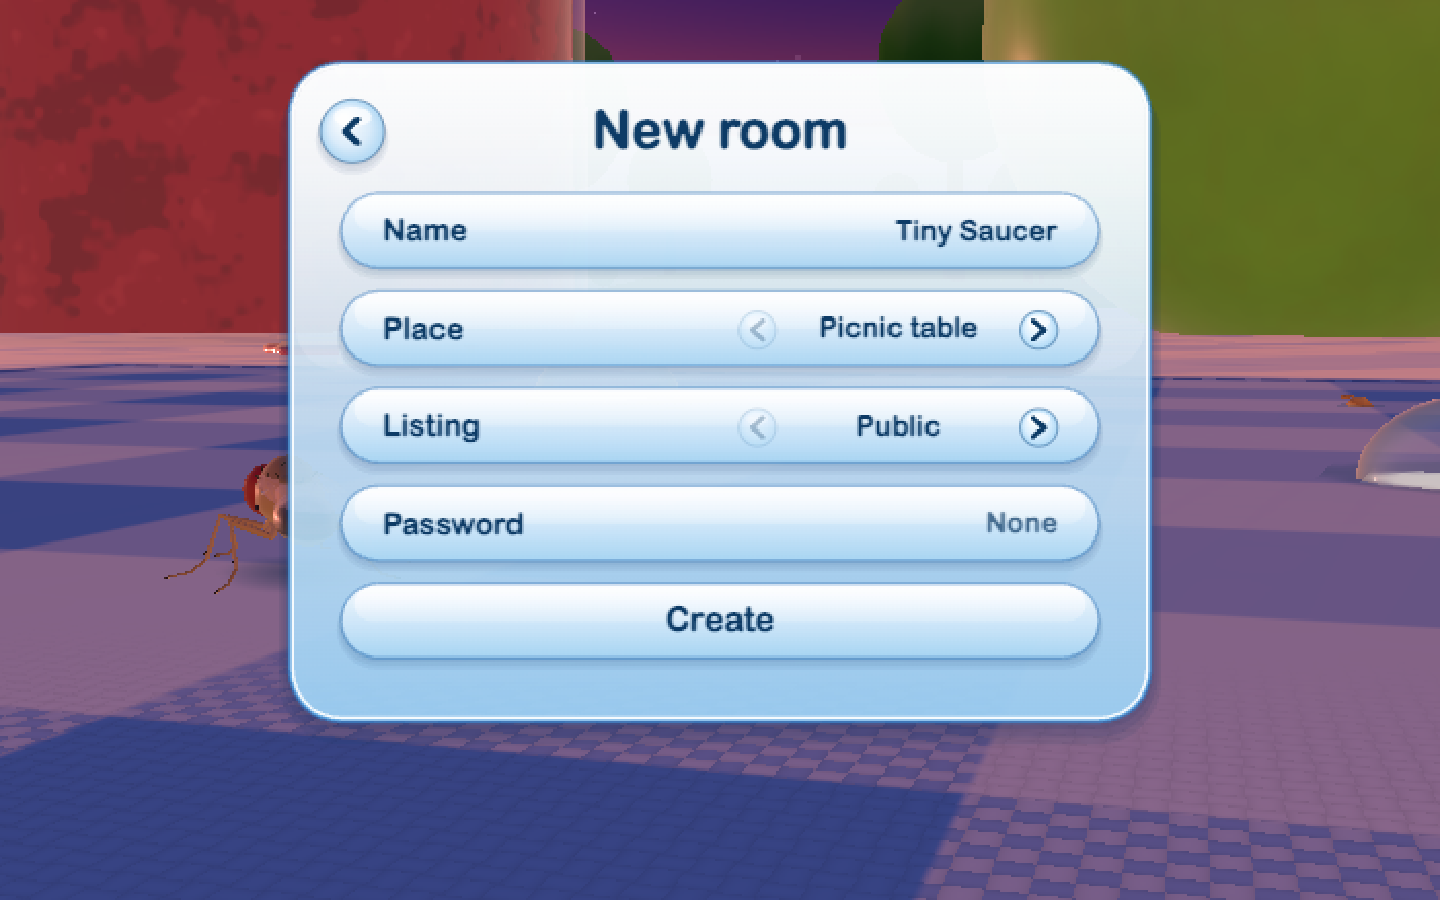 New room
Name Tiny Saucer
Place Picnic table
Listing Public
Password None
Create